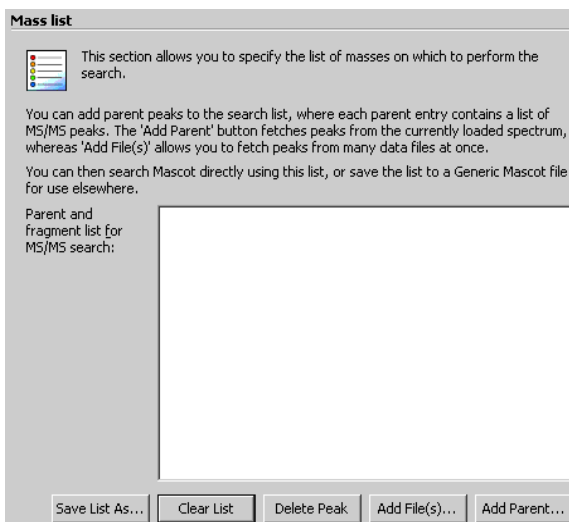 Mass list
This section allows you to specify the list of masses on which to perform the
search.
You can add parent peaks to the search list, where each parent entry contains a list of
MS/MS peaks. The 'Add Parent' button fetches peaks from the currently loaded spectrum,
whereas 'Add File(s)' allows you to fetch peaks from many data files at once.
You can then search Mascot directly using this list, or save the list to a Generic Mascot file
for use elsewhere.
Parent and
fragment list for
MS/MS search:
Save List As... Clear List Delete Peak Add File(s)... Add Parent...